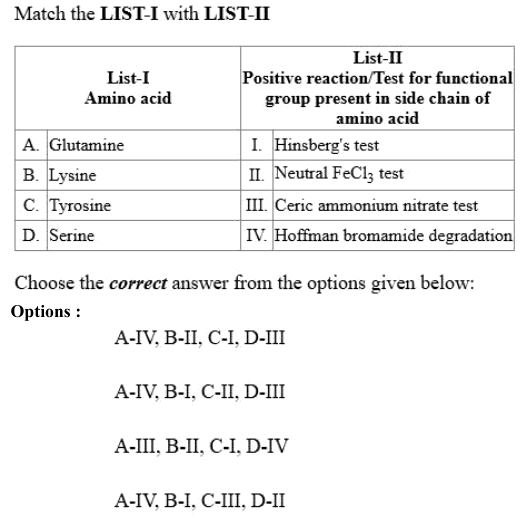 Match the LIST-I with LIST-II
List-I
Amino acid
List-II
Positive reaction/Test for functional
group present in side chain of
amino acid
A. Glutamine I. Hinsberg's test
B. Lysine II. Neutral FeCl₃ test
C. Tyrosine III. Ceric ammonium nitrate test
D. Serine IV. Hoffman bromamide degradation
Choose the correct answer from the options given below:
Options :
A-IV, B-II, C-I, D-III
A-IV, B-I, C-II, D-III
A-III, B-II, C-I, D-IV
A-IV, B-I, C-III, D-II